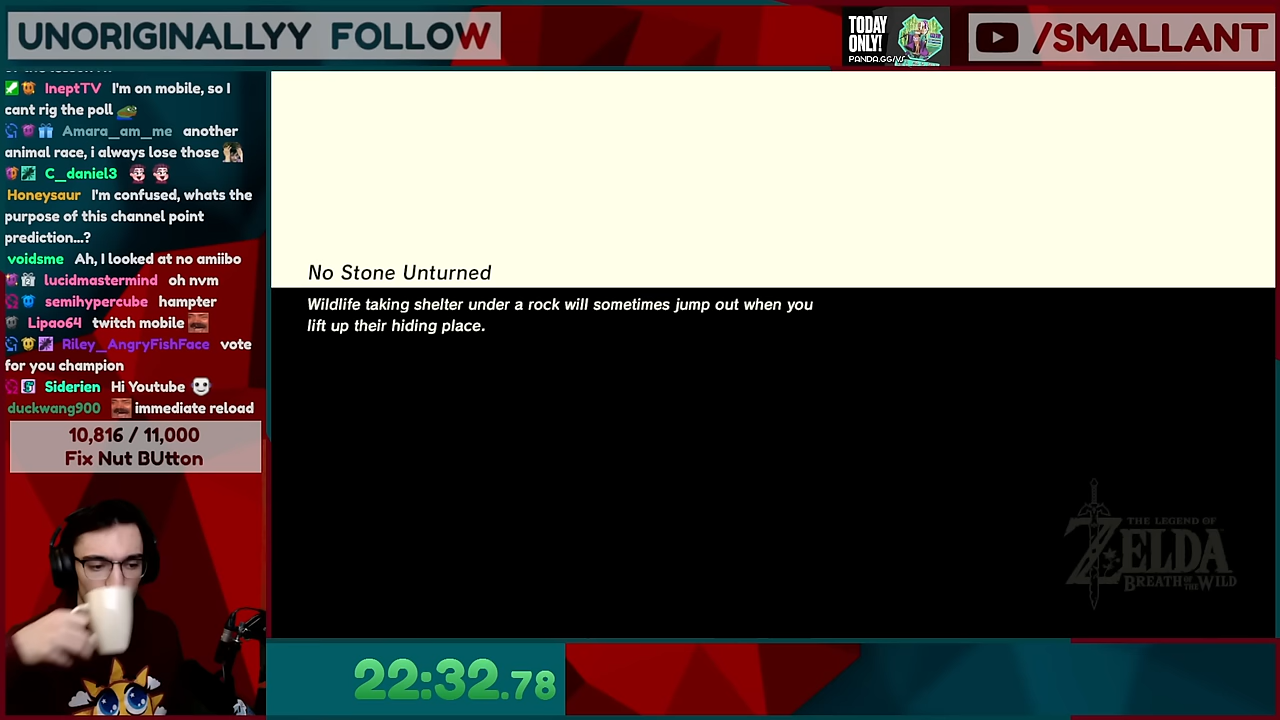 UNORIGINALLYY FOLLOW
TODAY
ONLY!
PANDA.GG/VS
/SMALLANT
IneptTV I'm on mobile, so I
cant rig the poll
Amara_am_me another
animal race, i always lose those
C_daniel3
Honeysaur I'm confused, whats the
purpose of this channel point
prediction...?
voidsme Ah, I looked at no amiibo
lucidmastermind oh nvm
semihypercube hampter
Lipao64 twitch mobile
Riley_AngryFishFace vote
for you champion
Siderien Hi Youtube
duckwang900 immediate reload
10,816 / 11,000
Fix Nut BUtton
No Stone Unturned
Wildlife taking shelter under a rock will sometimes jump out when you
lift up their hiding place.
THE LEGEND OF
ZELDA
BREATH OF THE WILD
22:32.78